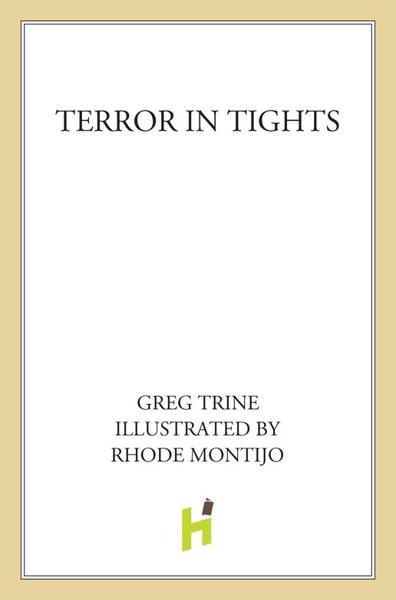 TERROR IN TIGHTS
GREG TRINE
ILLUSTRATED BY
RHODE MONTIJO
H